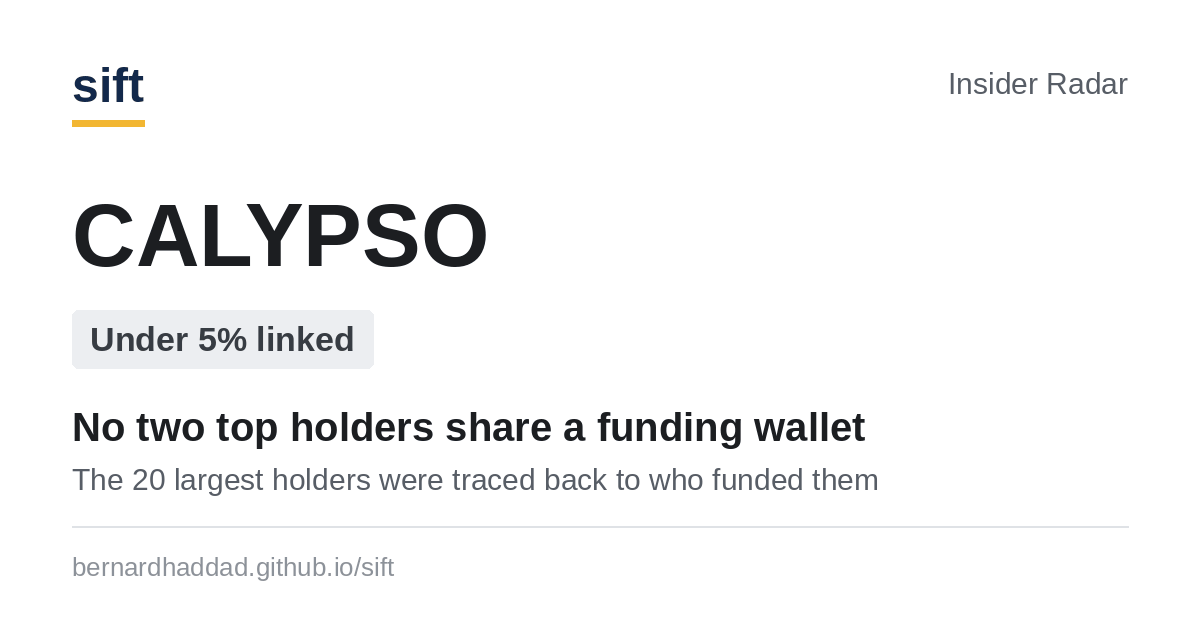 sift
Insider Radar
CALYPSO
Under 5% linked
No two top holders share a funding wallet
The 20 largest holders were traced back to who funded them
bernardhaddad.github.io/sift